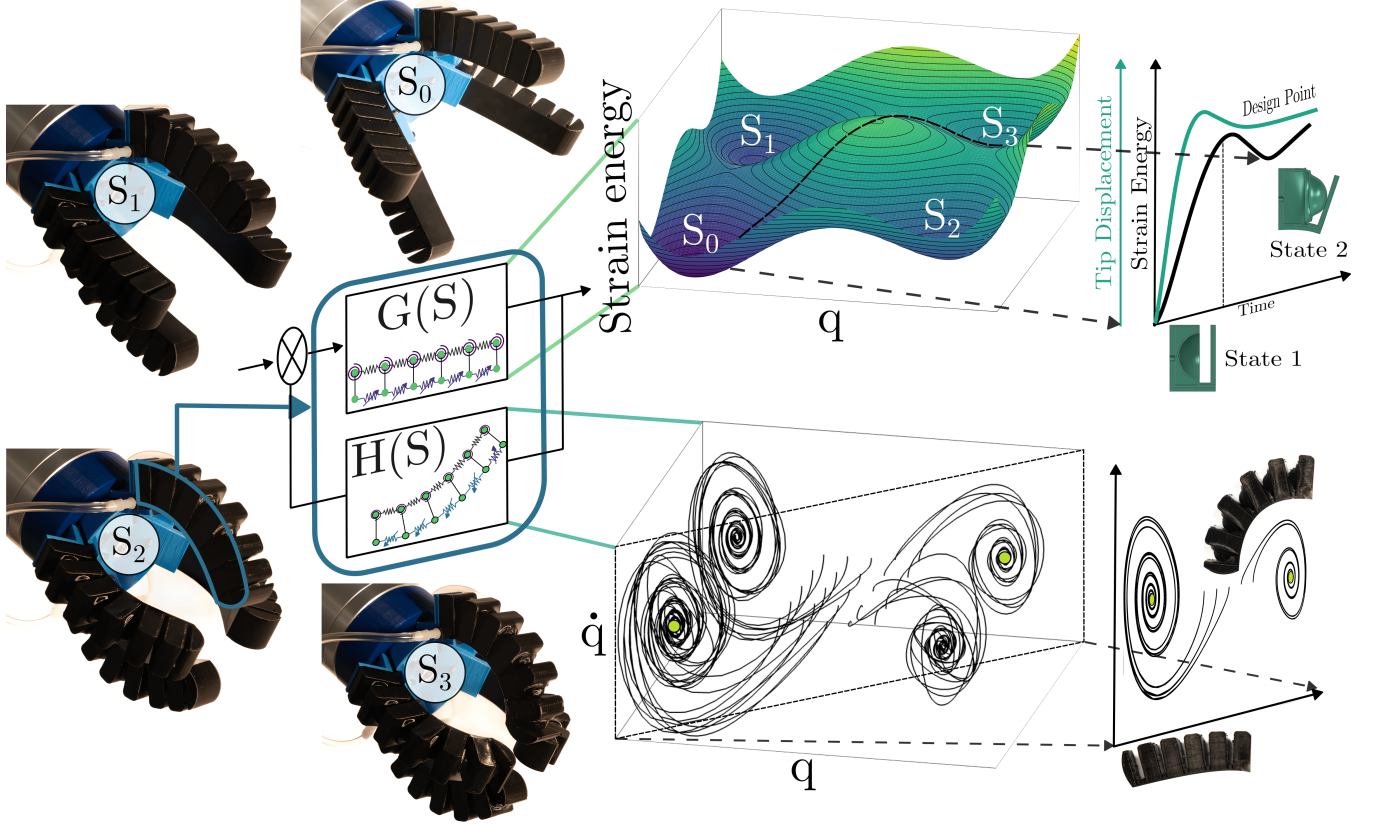 S0
S1
S2
S3
G(S)
H(S)
Strain energy
S1
S3
S0
S2
q
Tip Displacement
Strain Energy
Design Point
State 2
Time
State 1
q̇
q